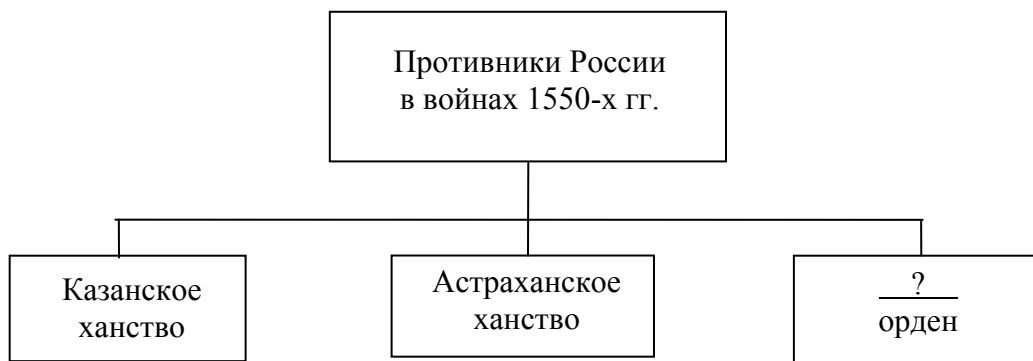 Противники России
в войнах 1550-х гг.
Казанское
ханство
Астраханское
ханство
?
орден